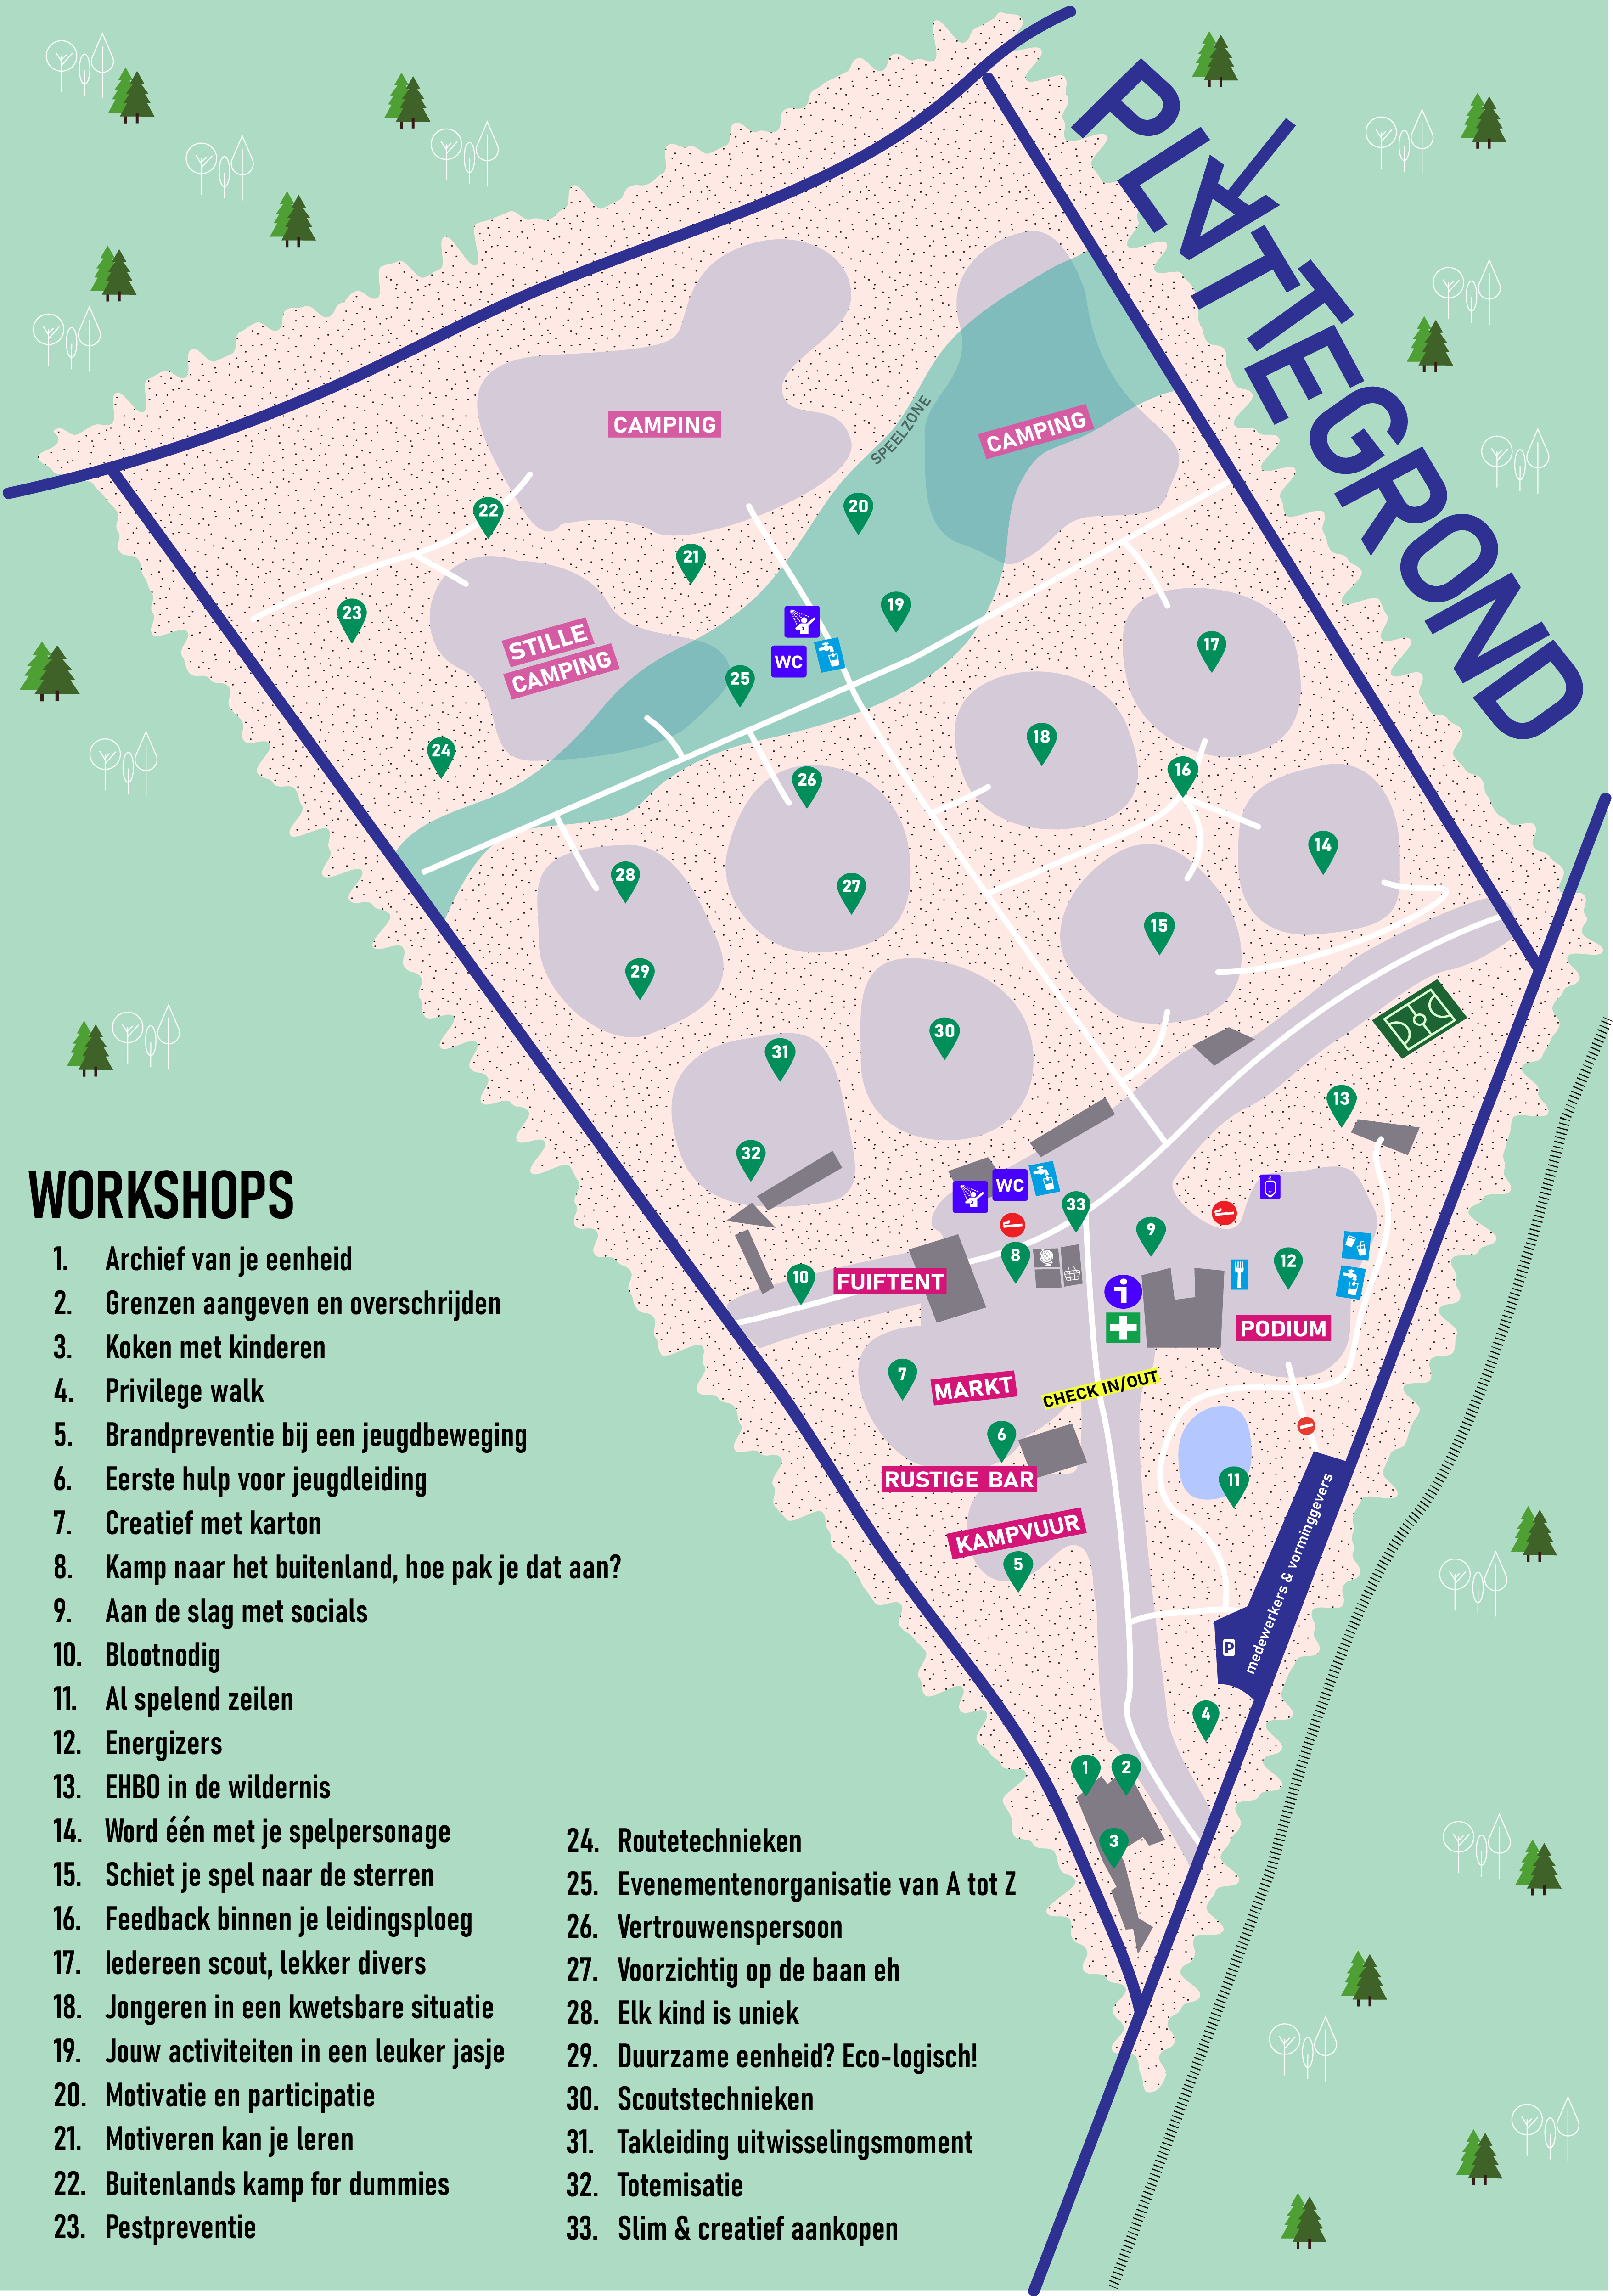 PLATTEGROND
CAMPING
CAMPING
SPEELZONE
20
22
21
19
23
STILLE
CAMPING
WC
17
25
24
18
16
26
14
28
27
15
29
30
31
13
32
WC
33
9
8
12
10
FUIFTENT
i
PODIUM
7
MARKT
CHECK IN/OUT
6
RUSTIGE BAR
11
KAMPVUUR
5
medewerkers & vorminggevers
P
4
1
2
3
WORKSHOPS
1. Archief van je eenheid
2. Grenzen aangeven en overschrijden
3. Koken met kinderen
4. Privilege walk
5. Brandpreventie bij een jeugdbeweging
6. Eerste hulp voor jeugdleiding
7. Creatief met karton
8. Kamp naar het buitenland, hoe pak je dat aan?
9. Aan de slag met socials
10. Blootnodig
11. Al spelend zeilen
12. Energizers
13. EHBO in de wildernis
14. Word één met je spelpersonage
15. Schiet je spel naar de sterren
16. Feedback binnen je leidingsploeg
17. Iedereen scout, lekker divers
18. Jongeren in een kwetsbare situatie
19. Jouw activiteiten in een leuker jasje
20. Motivatie en participatie
21. Motiveren kan je leren
22. Buitenlands kamp for dummies
23. Pestpreventie
24. Routetechnieken
25. Evenementenorganisatie van A tot Z
26. Vertrouwenspersoon
27. Voorzichtig op de baan eh
28. Elk kind is uniek
29. Duurzame eenheid? Eco-logisch!
30. Scoutstechnieken
31. Takleiding uitwisselingsmoment
32. Totemisatie
33. Slim & creatief aankopen